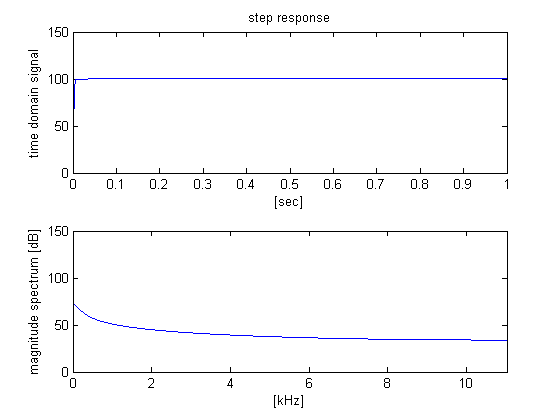 step response
time domain signal
150
100
50
0
0 0.1 0.2 0.3 0.4 0.5 0.6 0.7 0.8 0.9 1
[sec]
magnitude spectrum [dB]
150
100
50
0
0 2 4 6 8 10
[kHz]